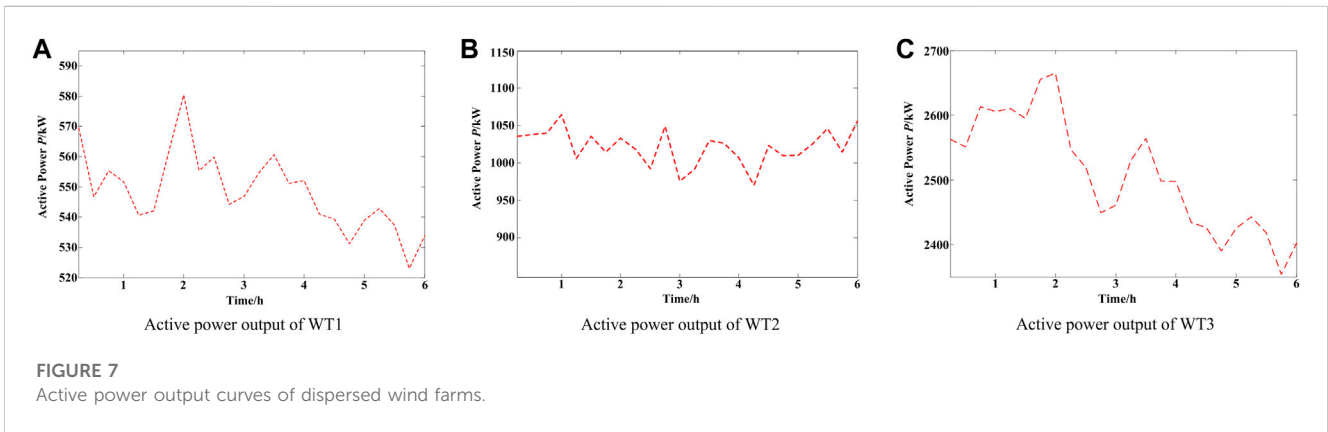 A
Active Power P/kW
590
580
570
560
550
540
530
520
1 2 3 4 5 6
Time/h
Active power output of WT1
B
Active Power P/kW
1150
1100
1050
1000
950
900
1 2 3 4 5 6
Time/h
Active power output of WT2
C
Active Power P/kW
2700
2600
2500
2400
1 2 3 4 5 6
Time/h
Active power output of WT3
FIGURE 7
Active power output curves of dispersed wind farms.